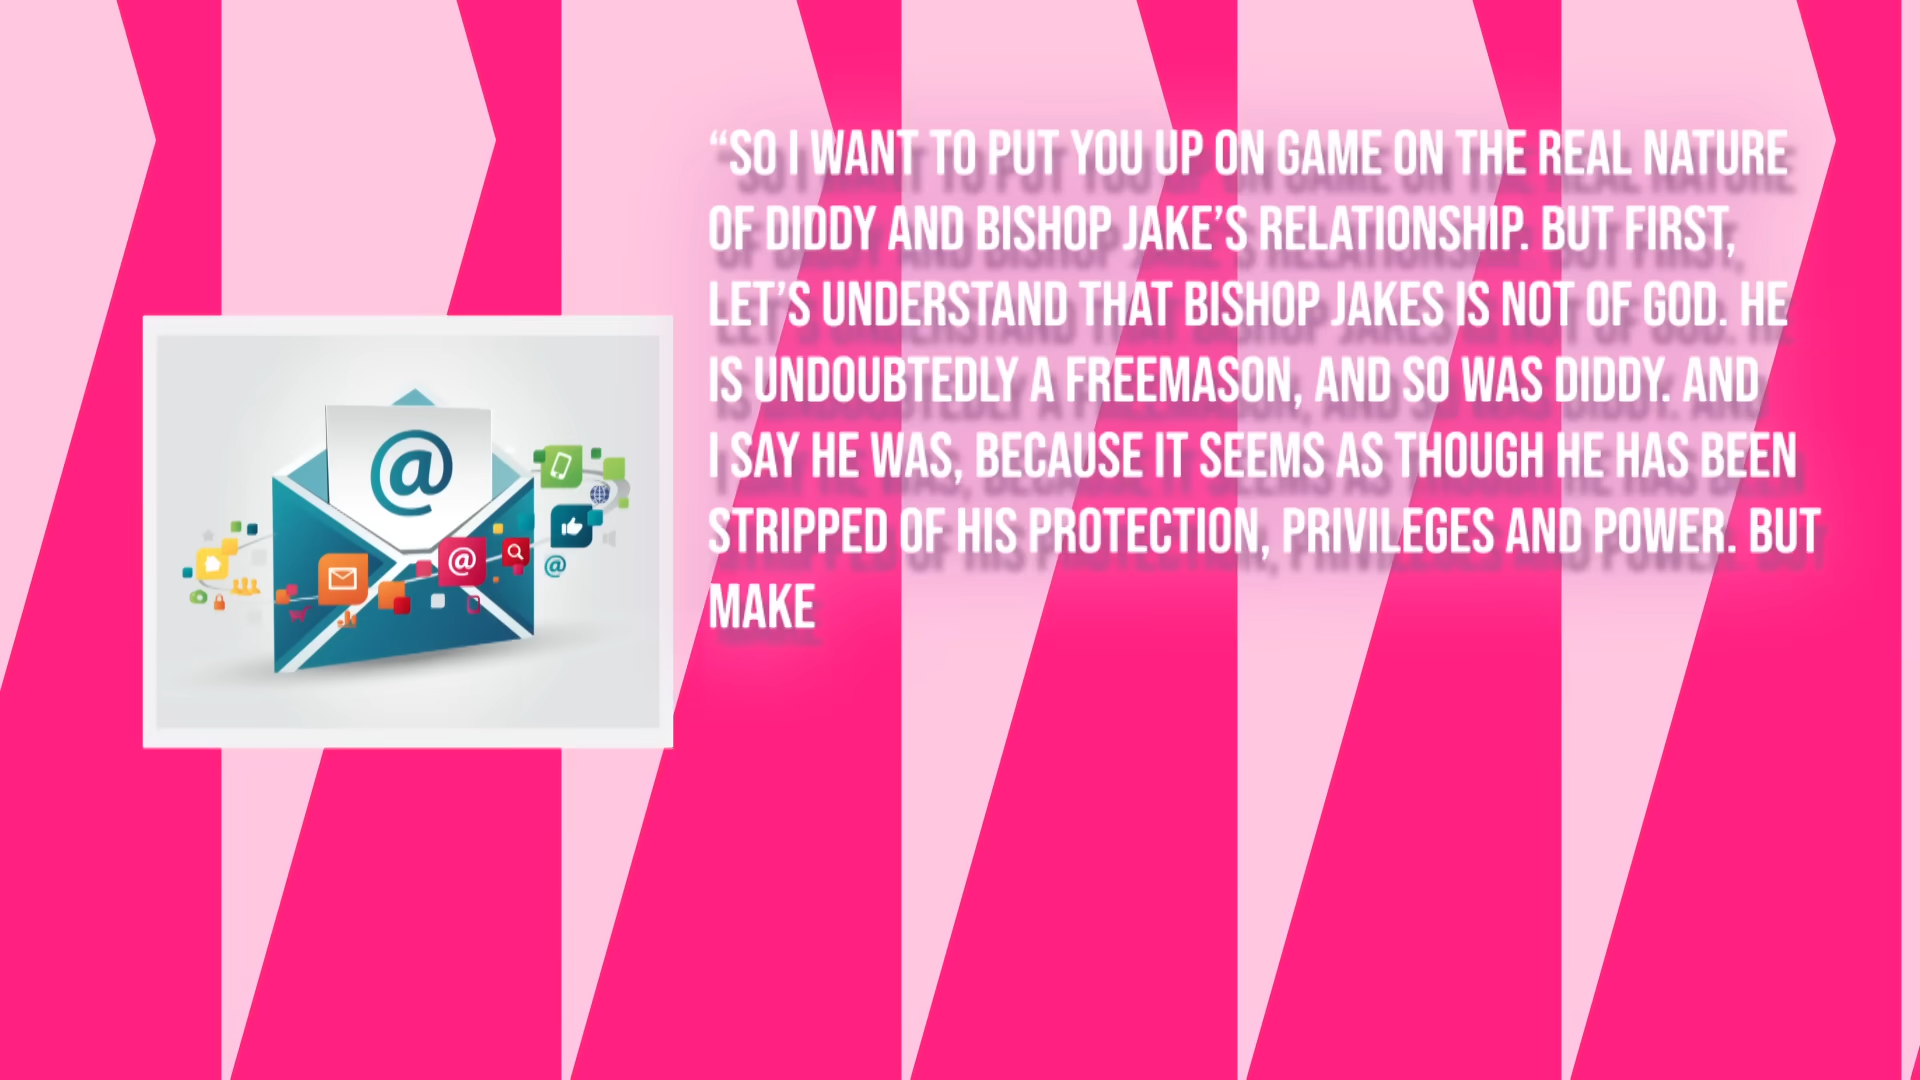 “SO I WANT TO PUT YOU UP ON GAME ON THE REAL NATURE
OF DIDDY AND BISHOP JAKE’S RELATIONSHIP. BUT FIRST,
LET’S UNDERSTAND THAT BISHOP JAKES IS NOT OF GOD. HE
IS UNDOUBTEDLY A FREEMASON, AND SO WAS DIDDY. AND
I SAY HE WAS, BECAUSE IT SEEMS AS THOUGH HE HAS BEEN
STRIPPED OF HIS PROTECTION, PRIVILEGES AND POWER. BUT
MAKE